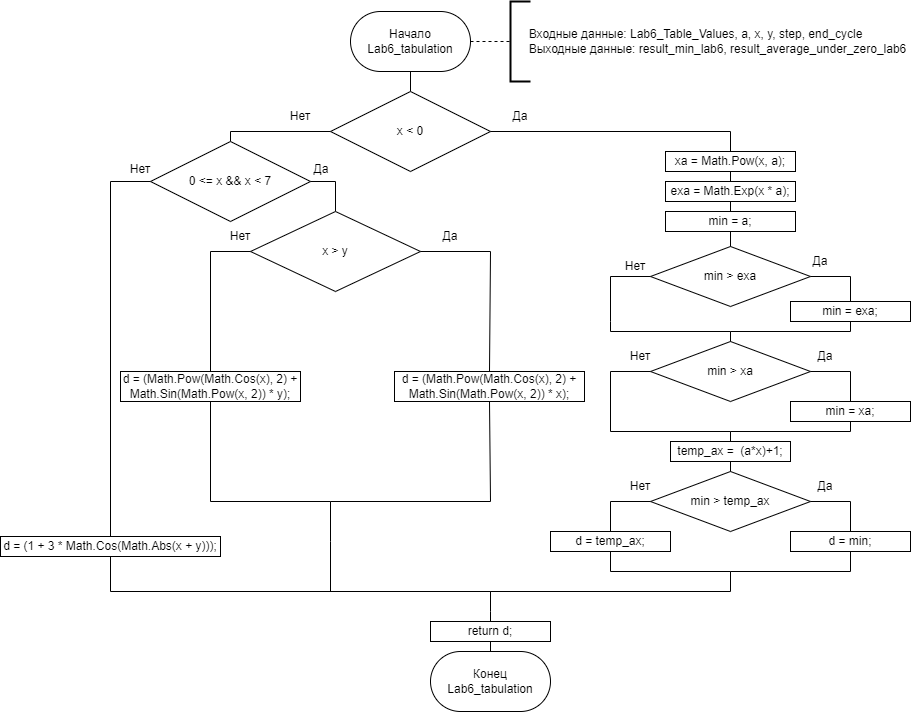 Начало
Lab6_tabulation
Входные данные: Lab6_Table_Values, a, x, y, step, end_cycle
Выходные данные: result_min_lab6, result_average_under_zero_lab6
Нет
x < 0
Да
Нет
0 <= x && x < 7
Да
xa = Math.Pow(x, a);
exa = Math.Exp(x * a);
min = a;
Нет
x > y
Да
Нет
min > exa
Да
min = exa;
Нет
min > xa
Да
d = (Math.Pow(Math.Cos(x), 2) +
Math.Sin(Math.Pow(x, 2)) * y);
d = (Math.Pow(Math.Cos(x), 2) +
Math.Sin(Math.Pow(x, 2)) * x);
min = xa;
temp_ax = (a*x)+1;
Нет
min > temp_ax
Да
d = (1 + 3 * Math.Cos(Math.Abs(x + y)));
d = temp_ax;
d = min;
return d;
Конец
Lab6_tabulation